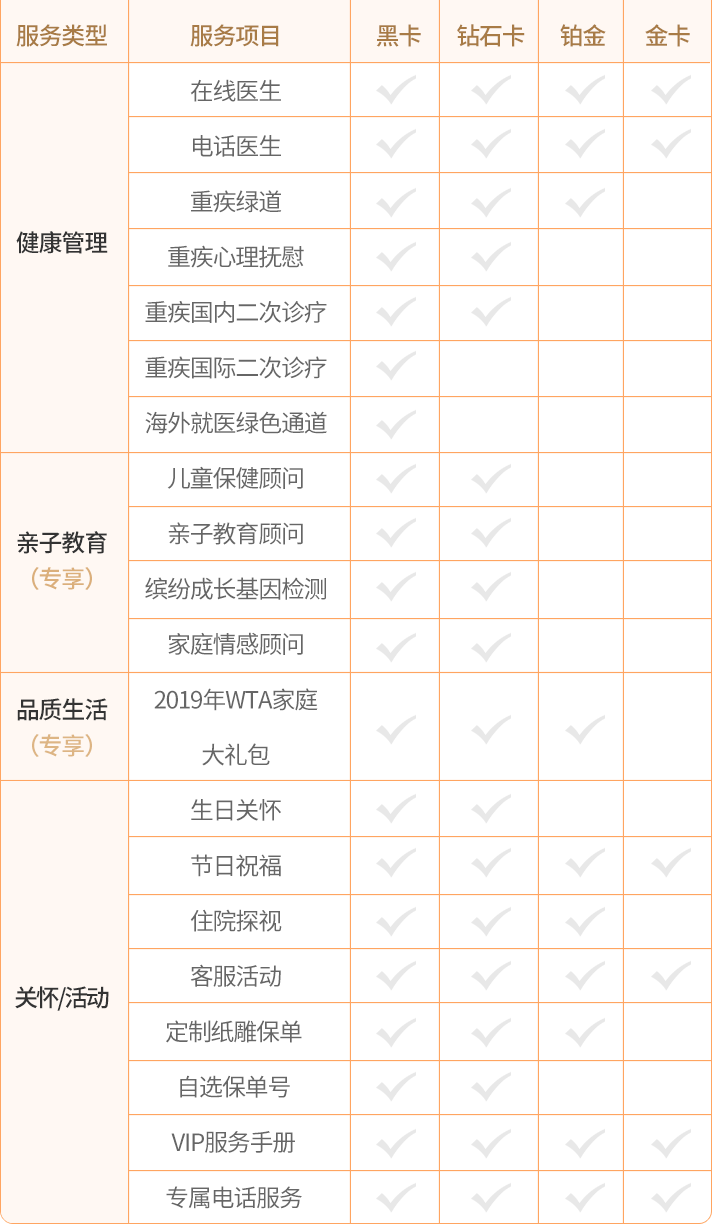 服务类型 服务项目 黑卡 钻石卡 铂金 金卡
健康管理
在线医生
电话医生
重疾绿道
重疾心理抚慰
重疾国内二次诊疗
重疾国际二次诊疗
海外就医绿色通道
亲子教育
（专享）
儿童保健顾问
亲子教育顾问
缤纷成长基因检测
家庭情感顾问
品质生活
（专享）
2019年WTA家庭
大礼包
关怀/活动
生日关怀
节日祝福
住院探视
客服活动
定制纸雕保单
自选保单号
VIP服务手册
专属电话服务